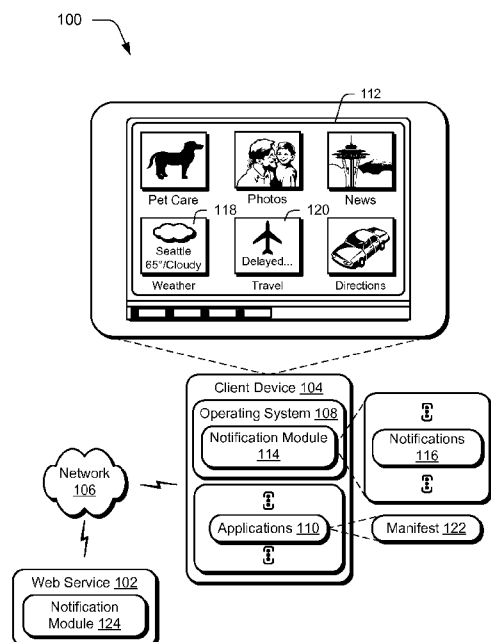 100
112
Pet Care
Photos
News
118
120
Seattle
65°/Cloudy
Delayed...
Weather
Travel
Directions
Client Device 104
Operating System 108
Notification Module
114
Notifications
116
Network
106
Applications 110
Manifest 122
Web Service 102
Notification
Module 124